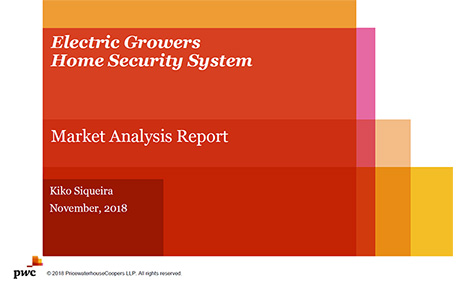 Electric Growers
Home Security System
Market Analysis Report
Kiko Siqueira
November, 2018
pwc
© 2018 PricewaterhouseCoopers LLP. All rights reserved.